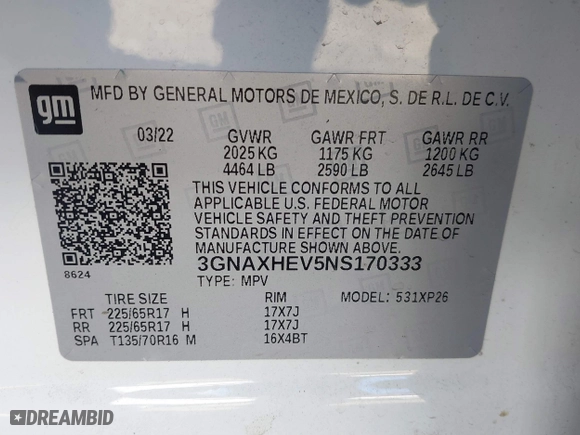 gm MFD BY GENERAL MOTORS DE MEXICO, S. DE R.L. DE C.V.
03/22 GVWR GAWR FRT GAWR RR
2025 KG 1175 KG 1200 KG
4464 LB 2590 LB 2645 LB
THIS VEHICLE CONFORMS TO ALL
APPLICABLE U.S. FEDERAL MOTOR
VEHICLE SAFETY AND THEFT PREVENTION
STANDARDS IN EFFECT ON THE DATE OF
MANUFACTURE SHOWN ABOVE.
8624 3GNAXHEV5NS170333
TYPE: MPV
TIRE SIZE RIM MODEL: 531XP26
FRT 225/65R17 H 17X7J
RR 225/65R17 H 17X7J
SPA T135/70R16 M 16X4BT
DREAMBID